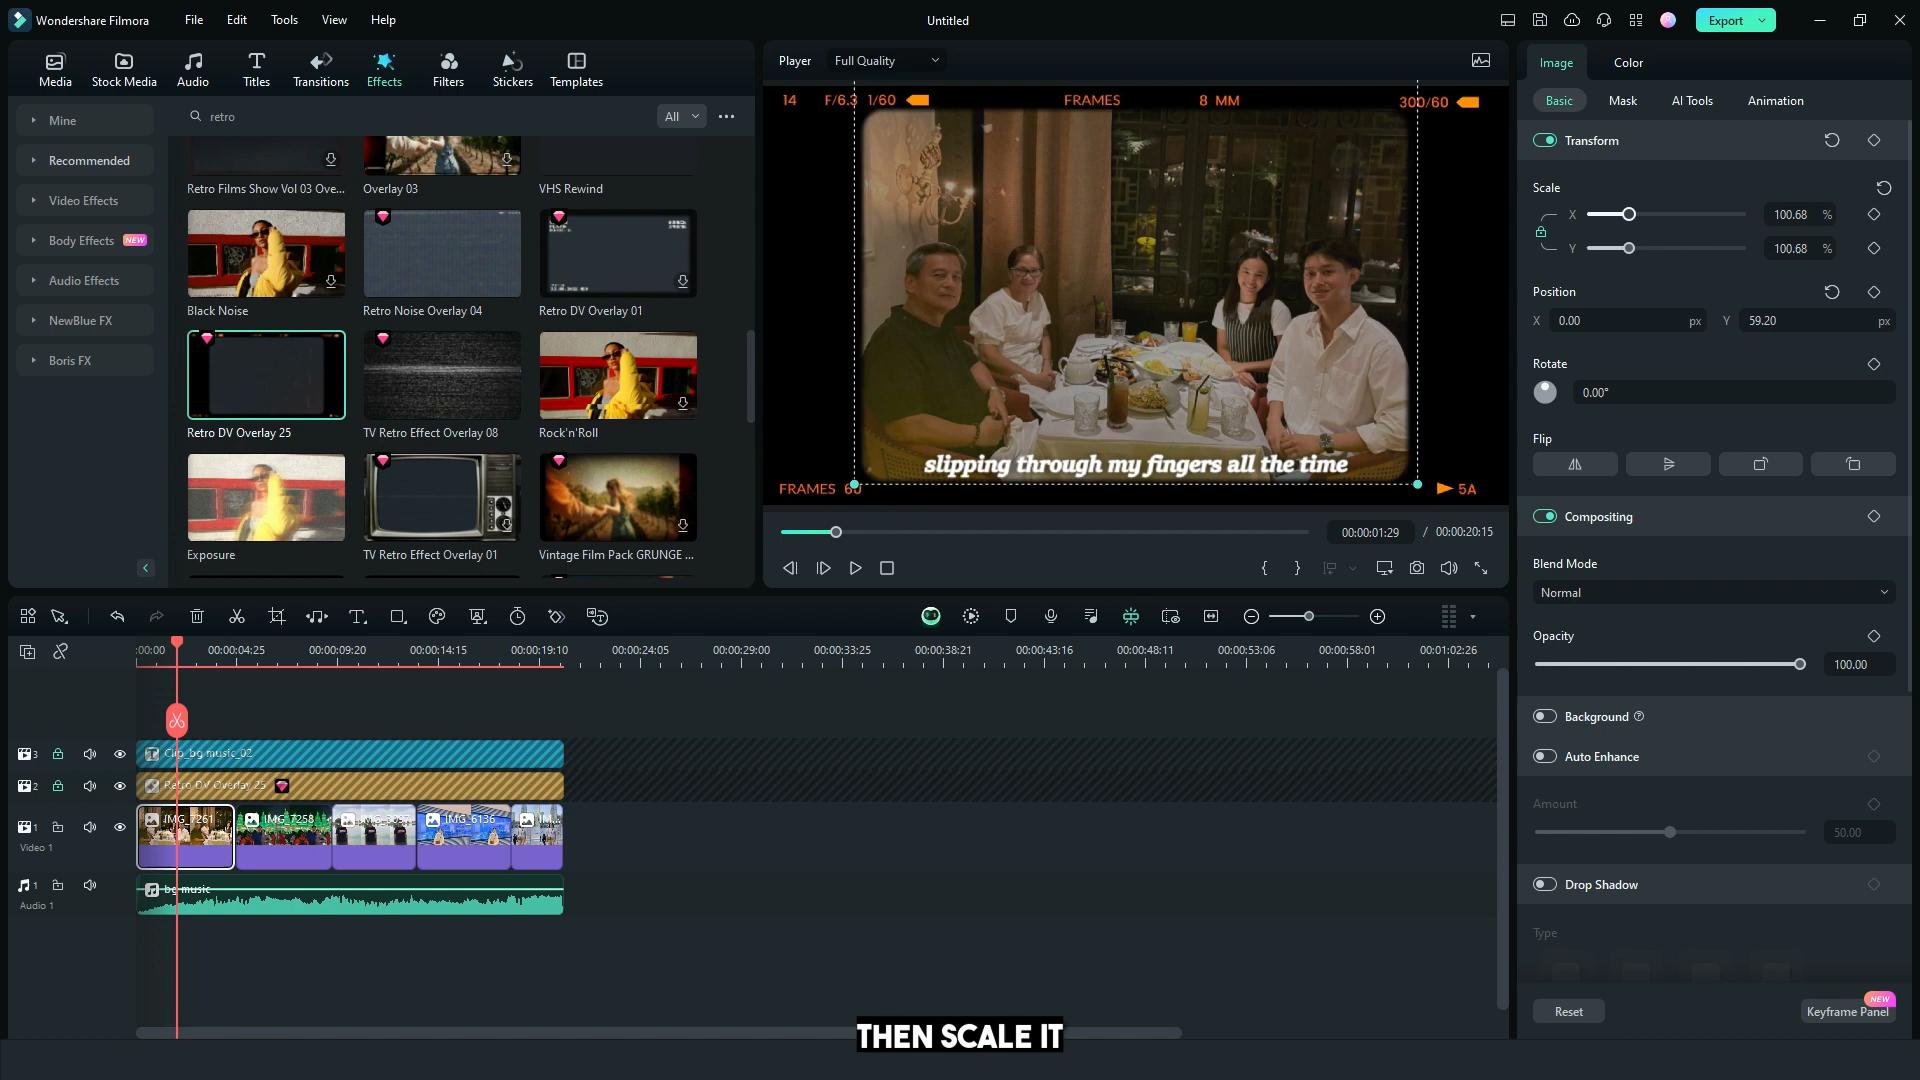 Wondershare Filmora
File
Edit
Tools
View
Help
Untitled
Export
Media
Stock Media
Audio
Titles
Transitions
Effects
Filters
Stickers
Templates
Player
Full Quality
Image
Color
Basic
Mask
AI Tools
Animation
Mine
Recommended
Video Effects
Body Effects NEW
Audio Effects
NewBlue FX
Boris FX
retro
All
Retro Films Show Vol 03 Ove...
Overlay 03
VHS Rewind
Black Noise
Retro Noise Overlay 04
Retro DV Overlay 01
Retro DV Overlay 25
TV Retro Effect Overlay 08
Rock'n'Roll
Exposure
TV Retro Effect Overlay 01
Vintage Film Pack GRUNGE ...
14 F/6.3 1/60 FRAMES 8 MM 300/60
slipping through my fingers all the time
FRAMES 60 5A
00:00:01:29 / 00:00:20:15
Transform
Scale
X 100.68 %
Y 100.68 %
Position
X 0.00 px Y 59.20 px
Rotate
0.00°
Flip
Compositing
Blend Mode
Normal
Opacity
100.00
Background
Auto Enhance
Amount
50.00
Drop Shadow
Type
Reset
Keyframe Panel
NEW
:00:00 00:00:04:25 00:00:09:20 00:00:14:15 00:00:19:10 00:00:24:05 00:00:29:00 00:00:33:25 00:00:38:21 00:00:43:16 00:00:48:11 00:00:53:06 00:00:58:01 00:01:02:26
3
Clip_bg music_02
2
Retro DV Overlay 25
1
IMG_7261
IMG_7258
IMG_6136
IM...
Video 1
1
bg music
Audio 1
THEN SCALE IT